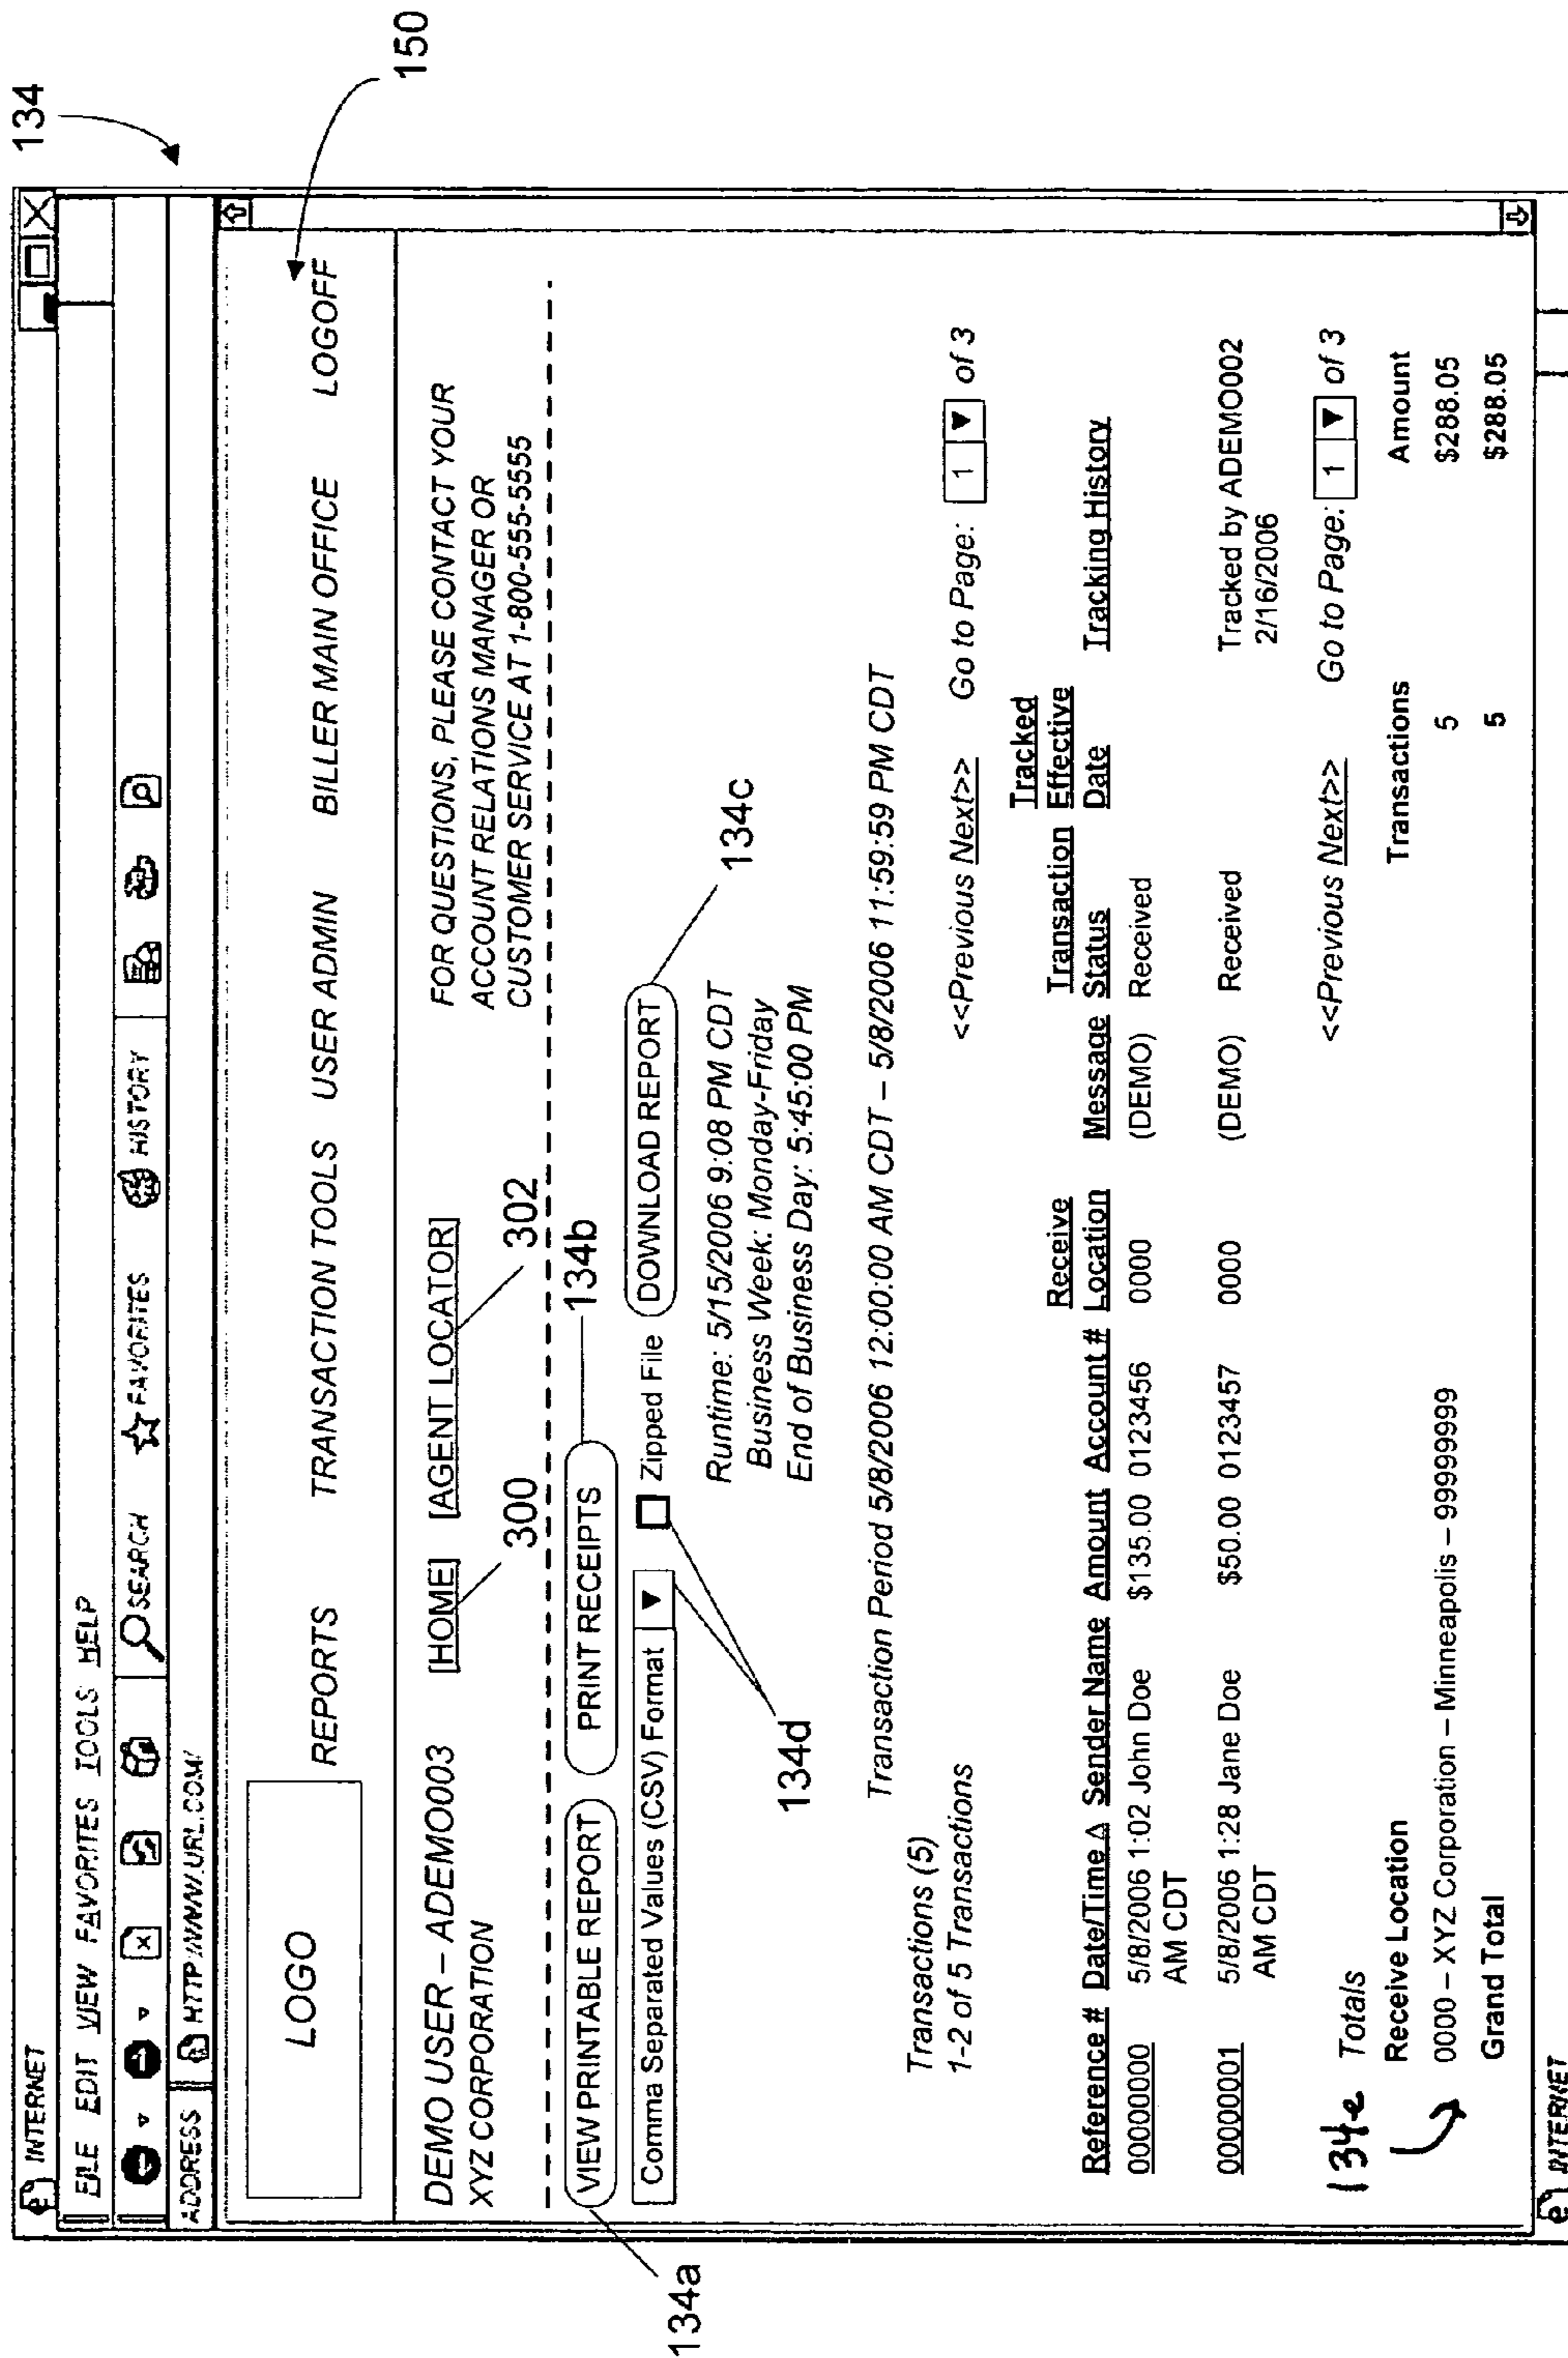 134
150
INTERNET
FILE EDIT VIEW FAVORITES TOOLS HELP
SEARCH FAVORITES HISTORY
ADDRESS HTTP://WWW.URL.COM/
LOGO
REPORTS TRANSACTION TOOLS USER ADMIN BILLER MAIN OFFICE LOGOFF
DEMO USER – ADEMO003 [HOME] [AGENT LOCATOR] FOR QUESTIONS, PLEASE CONTACT YOUR
XYZ CORPORATION ACCOUNT RELATIONS MANAGER OR
300 302 CUSTOMER SERVICE AT 1-800-555-5555
134a
134b
VIEW PRINTABLE REPORT PRINT RECEIPTS
Comma Separated Values (CSV) Format ▼ Zipped File DOWNLOAD REPORT
134c
134d
Runtime: 5/15/2006 9:08 PM CDT
Business Week: Monday-Friday
End of Business Day: 5:45:00 PM
Transaction Period 5/8/2006 12:00:00 AM CDT – 5/8/2006 11:59:59 PM CDT
Transactions (5)
1-2 of 5 Transactions
<<Previous Next>> Go to Page: 1 ▼ of 3
Tracked
Receive Transaction Effective
Reference # Date/Time Δ Sender Name Amount Account # Location Message Status Date Tracking History
00000000 5/8/2006 1:02 John Doe $135.00 0123456 0000 (DEMO) Received
AM CDT
00000001 5/8/2006 1:28 Jane Doe $50.00 0123457 0000 (DEMO) Received Tracked by ADEMO002
AM CDT 2/16/2006
<<Previous Next>> Go to Page: 1 ▼ of 3
134e Totals
Receive Location Transactions Amount
0000 – XYZ Corporation – Minneapolis – 99999999 5 $288.05
Grand Total 5 $288.05
INTERNET